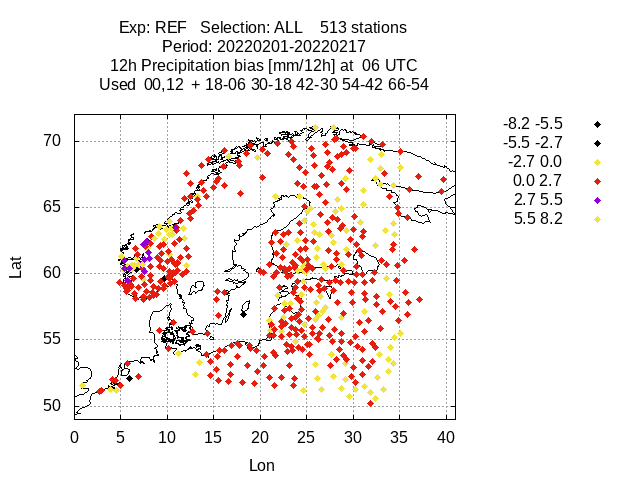 Exp: REF   Selection: ALL    513 stations
Period: 20220201-20220217
12h Precipitation bias [mm/12h] at  06 UTC
Used  00,12  + 18-06 30-18 42-30 54-42 66-54
-8.2 -5.5
-5.5 -2.7
-2.7 0.0
0.0 2.7
2.7 5.5
5.5 8.2
70
65
60
55
50
Lat
0 5 10 15 20 25 30 35 40
Lon